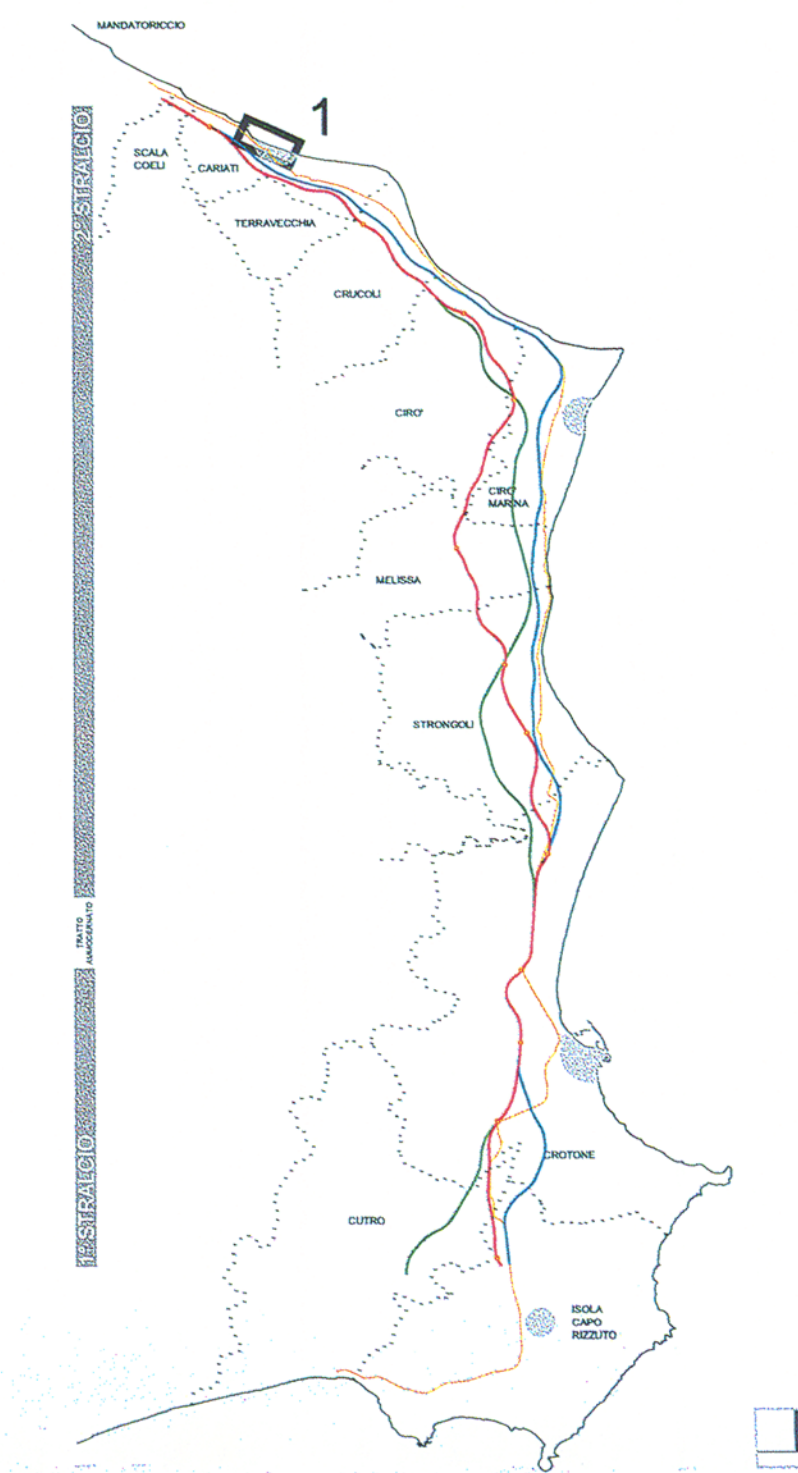 MANDATORICCIO
1
2° STRALCIO
SCALA
COELI
CARIATI
TERRAVECCHIA
CRUCOLI
CIRO'
CIRO'
MARINA
MELISSA
STRONGOLI
TRATTO
AMMODERNATO
1° STRALCIO
CROTONE
CUTRO
ISOLA
CAPO
RIZZUTO